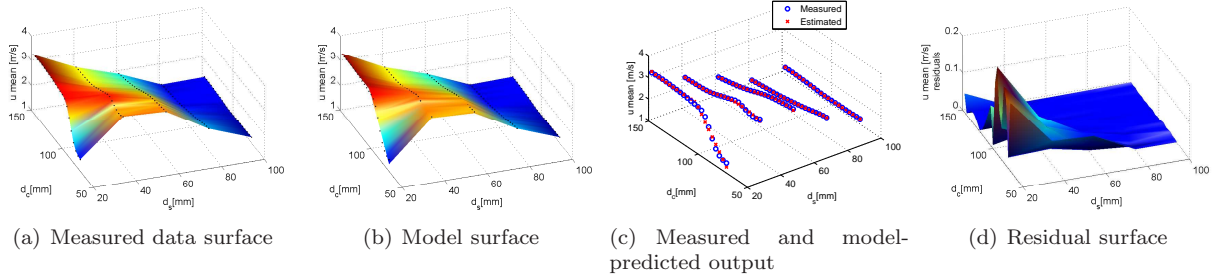 4
3
2
1
u mean [m/s]
150
100
50
d_c[mm]
20
40
60
80
100
d_s[mm]
(a) Measured data surface
4
3
2
1
u mean [m/s]
150
100
50
d_c[mm]
20
40
60
80
100
d_s[mm]
(b) Model surface
Measured
Estimated
4
3
2
1
u mean [m/s]
150
100
50
d_c[mm]
20
40
60
80
100
d_s[mm]
(c) Measured and model-
predicted output
0.2
0.1
0
u mean [m/s]
residuals
150
100
50
d_c[mm]
20
40
60
80
100
d_s[mm]
(d) Residual surface